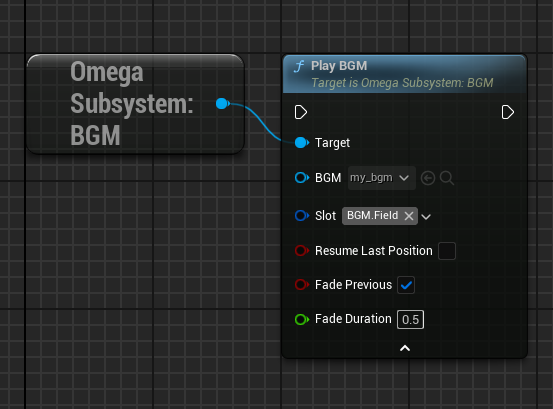 Omega
Subsystem:
BGM
f Play BGM
Target is Omega Subsystem: BGM
Target
BGM my_bgm
Slot BGM.Field
Resume Last Position
Fade Previous
Fade Duration 0.5